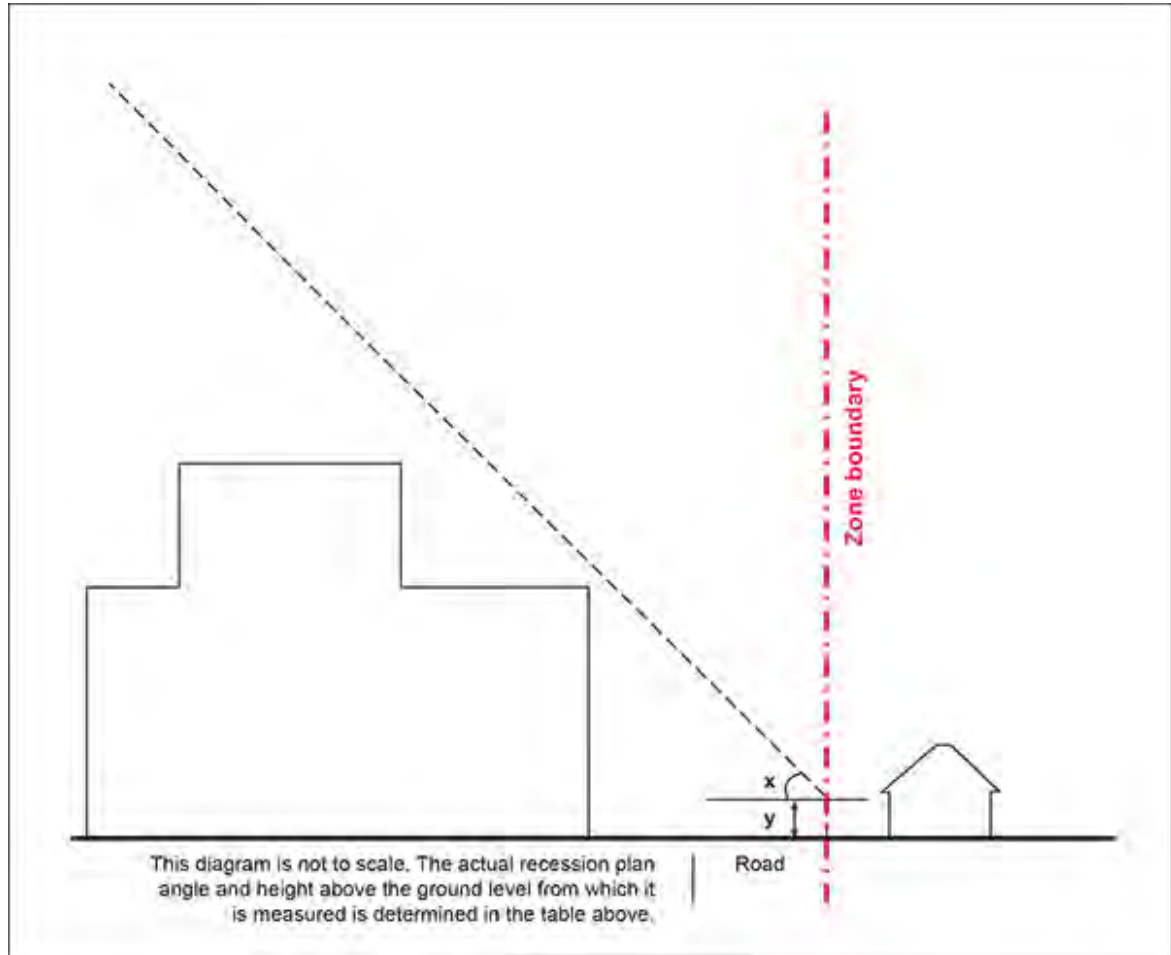 Zone boundary
x
y
This diagram is not to scale. The actual recession plan
angle and height above the ground level from which it
is measured is determined in the table above.
Road